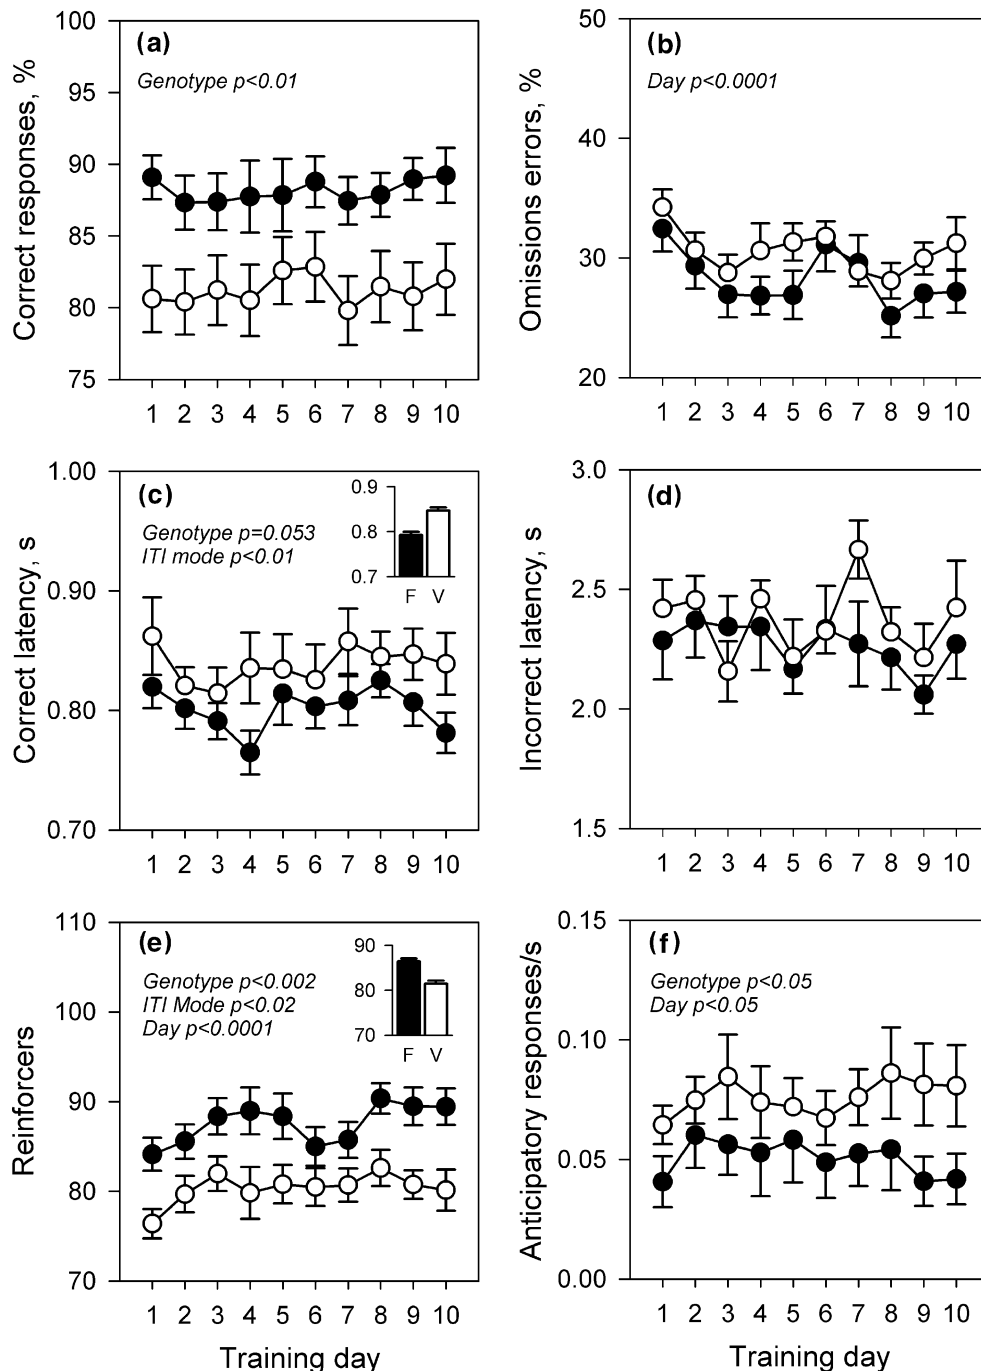 (a)
Genotype p<0.01
Correct responses, %
100
95
90
85
80
75
1 2 3 4 5 6 7 8 9 10
(b)
Day p<0.0001
Omissions errors, %
50
40
30
20
1 2 3 4 5 6 7 8 9 10
(c)
Genotype p=0.053
ITI mode p<0.01
0.9
0.8
0.7
F V
Correct latency, s
1.00
0.90
0.80
0.70
1 2 3 4 5 6 7 8 9 10
(d)
Incorrect latency, s
3.0
2.5
2.0
1.5
1 2 3 4 5 6 7 8 9 10
(e)
Genotype p<0.002
ITI Mode p<0.02
Day p<0.0001
90
80
70
F V
Reinforcers
110
100
90
80
70
1 2 3 4 5 6 7 8 9 10
Training day
(f)
Genotype p<0.05
Day p<0.05
Anticipatory responses/s
0.15
0.10
0.05
0.00
1 2 3 4 5 6 7 8 9 10
Training day